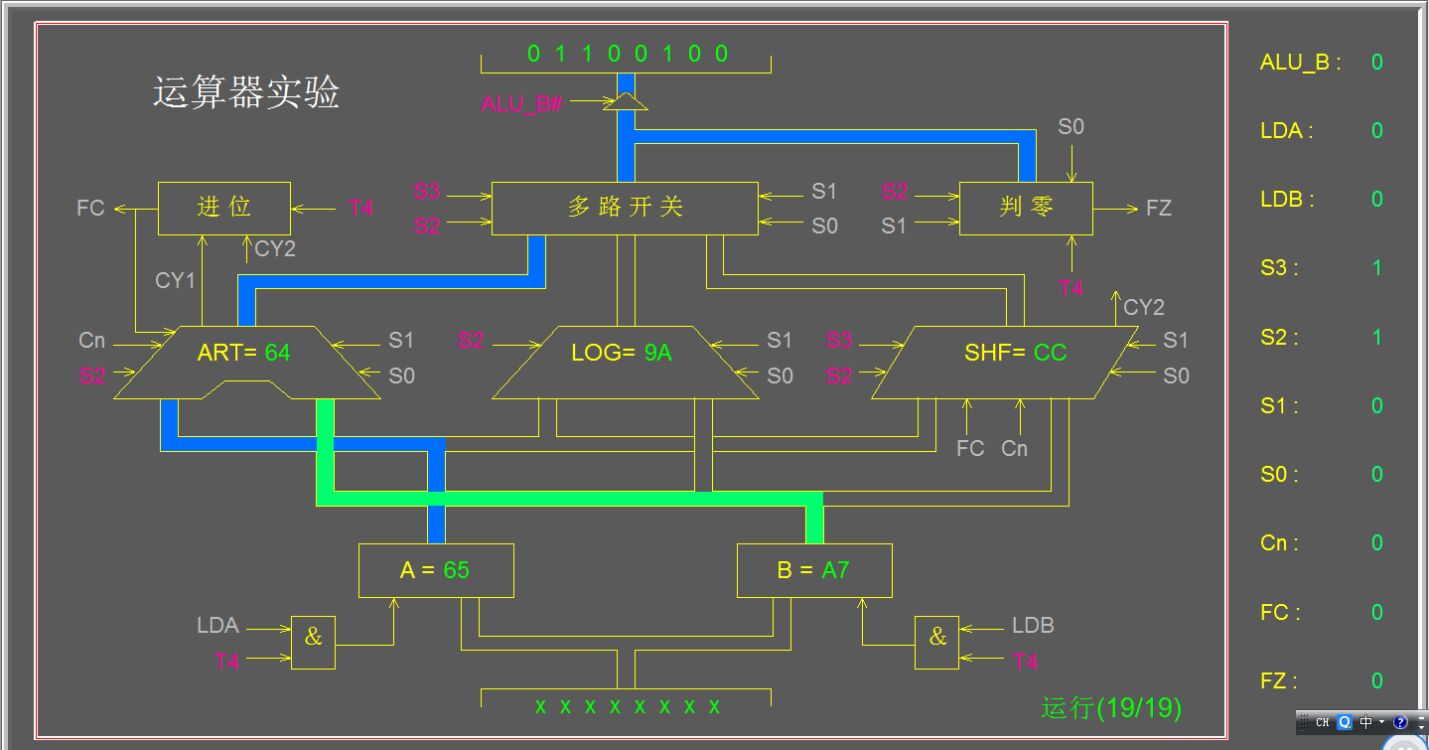 0 1 1 0 0 1 0 0
ALU_B : 0
运算器实验
ALU_B#
S0
LDA : 0
S3
S1
S2
FC
进 位
T4
多 路 开 关
判 零
FZ
LDB : 0
S2
S0
S1
CY2
CY1
T4
S3 : 1
CY2
Cn
ART= 64
S1
S2
LOG= 9A
S1
S3
SHF= CC
S1
S2 : 1
S2
S0
S0
S2
S0
S1 : 0
FC
Cn
S0 : 0
A = 65
B = A7
Cn : 0
LDA
&
T4
&
LDB
T4
FC : 0
x x x x x x x x
运行(19/19)
FZ : 0
CH
中
?